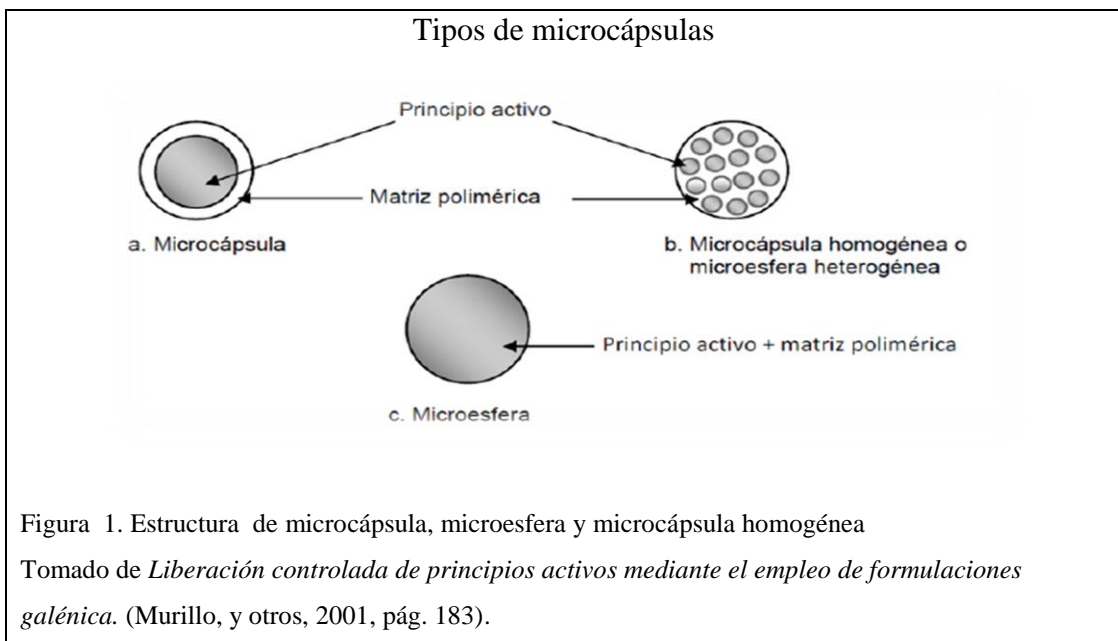 Tipos de microcápsulas
Principio activo
Matriz polimérica
a. Microcápsula
b. Microcápsula homogénea o
microesfera heterogénea
Principio activo + matriz polimérica
c. Microesfera
Figura 1. Estructura de microcápsula, microesfera y microcápsula homogénea
Tomado de Liberación controlada de principios activos mediante el empleo de formulaciones
galénica. (Murillo, y otros, 2001, pág. 183).